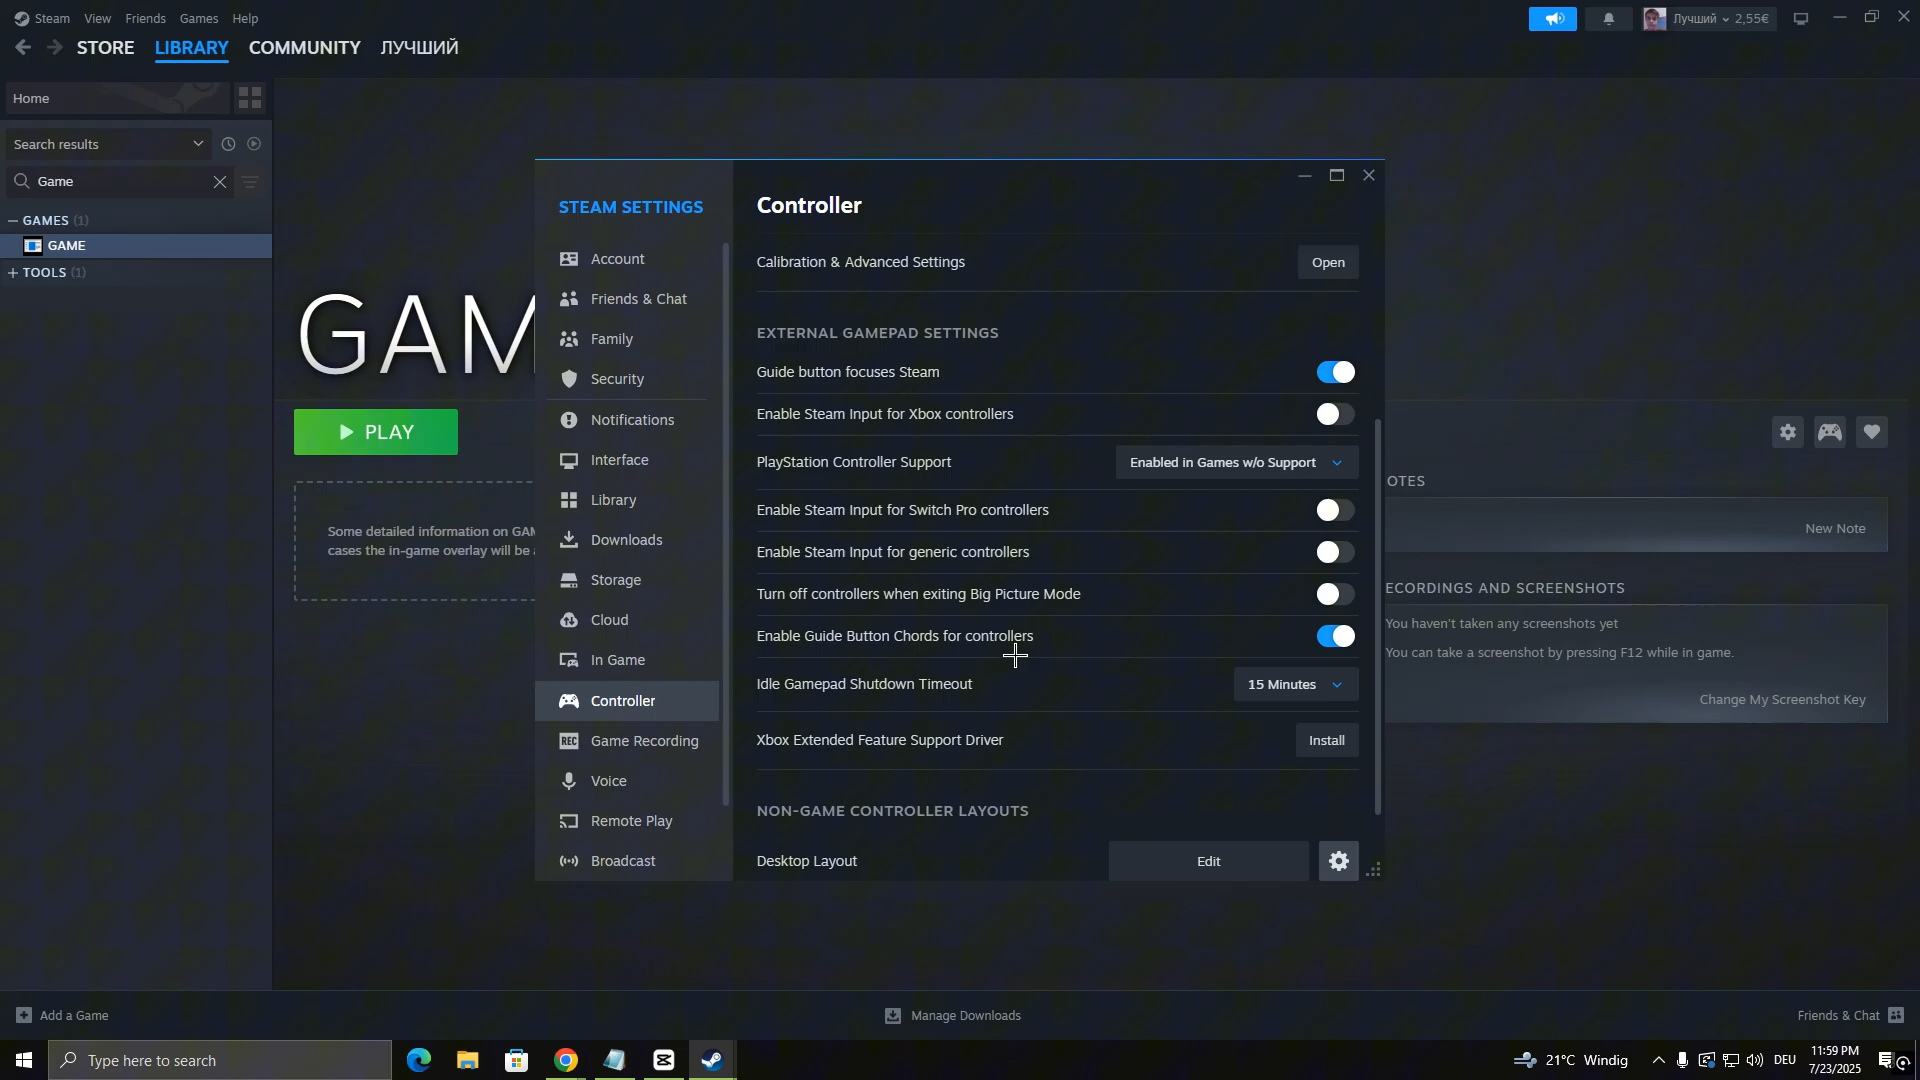 Steam View Friends Games Help
Лучший 2,55€
STORE LIBRARY COMMUNITY ЛУЧШИЙ
Home
Search results
Game
GAMES (1)
GAME
TOOLS (1)
GAM
PLAY
Some detailed information on GAM
cases the in-game overlay will be
STEAM SETTINGS
Account
Friends & Chat
Family
Security
Notifications
Interface
Library
Downloads
Storage
Cloud
In Game
Controller
REC Game Recording
Voice
Remote Play
Broadcast
Controller
Calibration & Advanced Settings Open
EXTERNAL GAMEPAD SETTINGS
Guide button focuses Steam
Enable Steam Input for Xbox controllers
PlayStation Controller Support Enabled in Games w/o Support
Enable Steam Input for Switch Pro controllers
Enable Steam Input for generic controllers
Turn off controllers when exiting Big Picture Mode
Enable Guide Button Chords for controllers
Idle Gamepad Shutdown Timeout 15 Minutes
Xbox Extended Feature Support Driver Install
NON-GAME CONTROLLER LAYOUTS
Desktop Layout Edit
OTES
New Note
ECORDINGS AND SCREENSHOTS
You haven't taken any screenshots yet
You can take a screenshot by pressing F12 while in game.
Change My Screenshot Key
Add a Game
Manage Downloads
Friends & Chat
Type here to search
21°C Windig
DEU
11:59 PM
7/23/2025